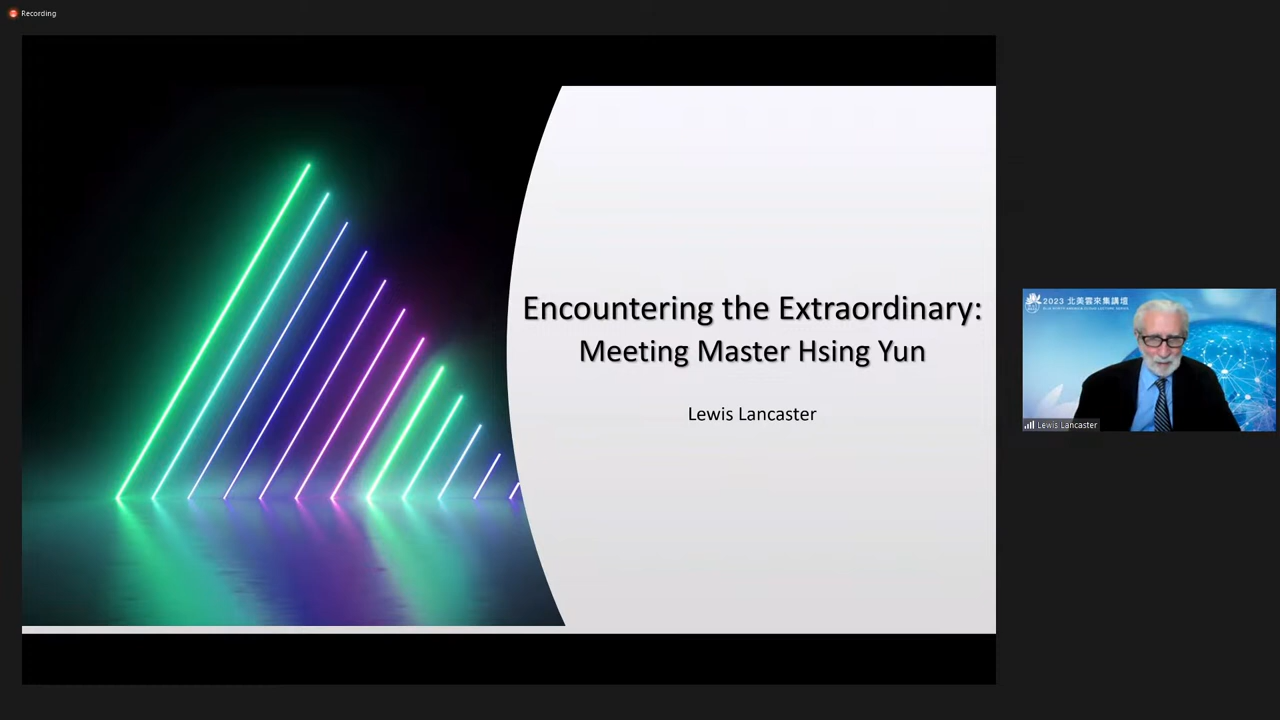 Recording
Encountering the Extraordinary:
Meeting Master Hsing Yun
Lewis Lancaster
2023 北美雲來集講壇
Lewis Lancaster